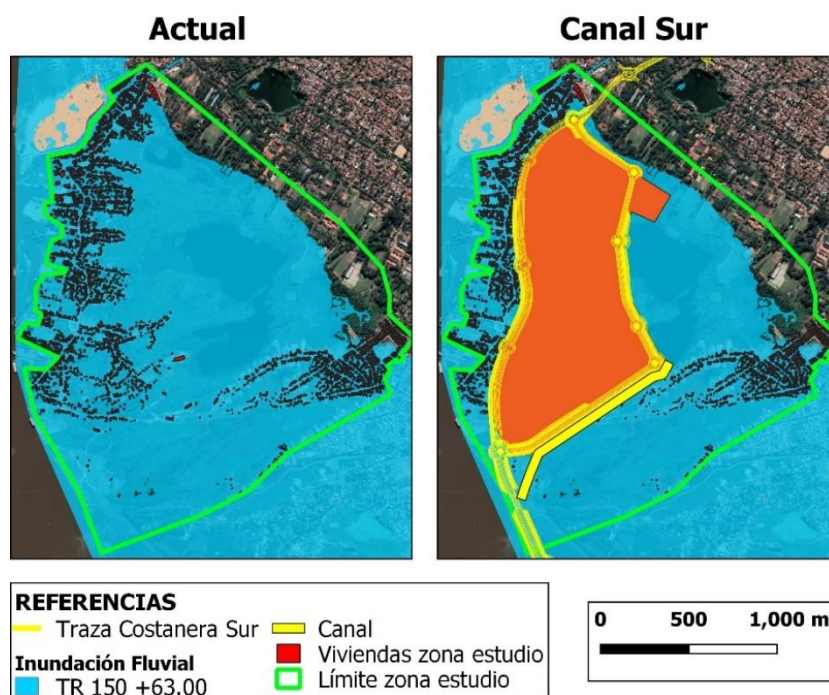 Actual
Canal Sur
REFERENCIAS
Traza Costanera Sur
Canal
Viviendas zona estudio
Inundación Fluvial
TR 150 +63.00
Límite zona estudio
0 500 1,000 m